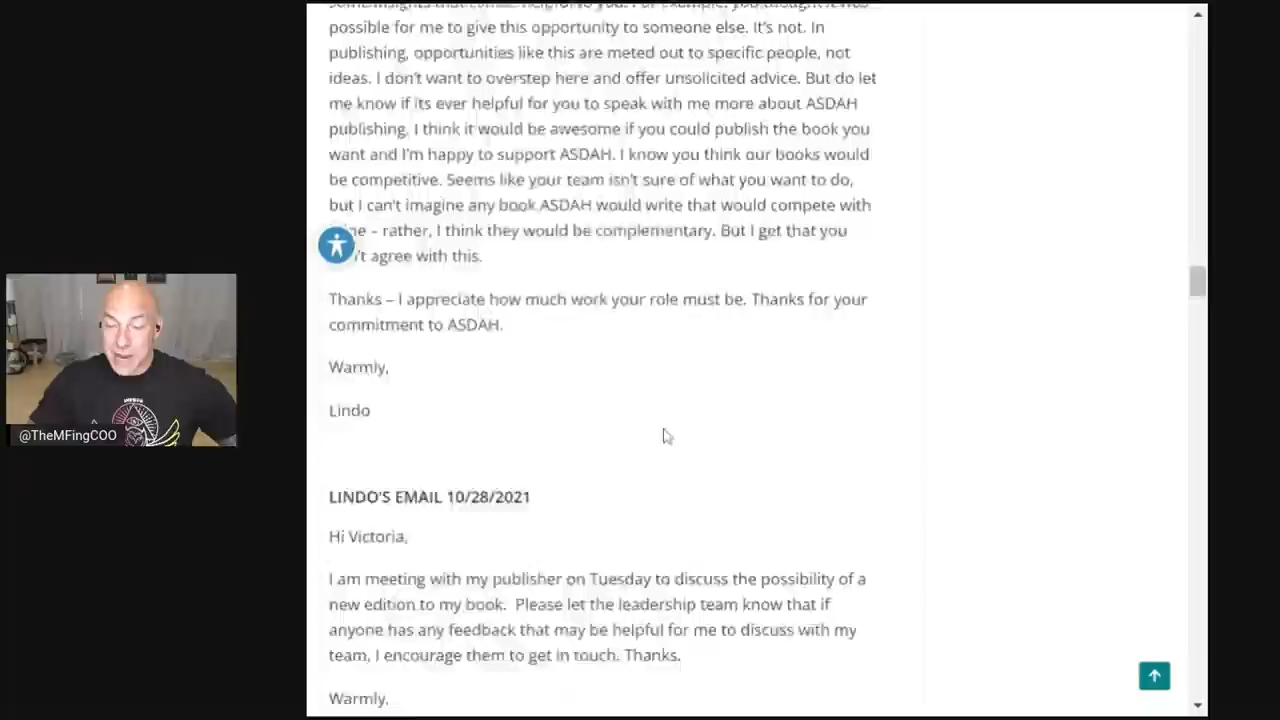 possible for me to give this opportunity to someone else. It's not. In
publishing, opportunities like this are meted out to specific people, not
ideas. I don't want to overstep here and offer unsolicited advice. But do let
me know if its ever helpful for you to speak with me more about ASDAH
publishing. I think it would be awesome if you could publish the book you
want and I'm happy to support ASDAH. I know you think our books would
be competitive. Seems like your team isn't sure of what you want to do,
but I can't imagine any book ASDAH would write that would compete with
– rather, I think they would be complementary. But I get that you
agree with this.
Thanks – I appreciate how much work your role must be. Thanks for your
commitment to ASDAH.
Warmly,
Lindo
@TheMFingCOO
LINDO'S EMAIL 10/28/2021
Hi Victoria,
I am meeting with my publisher on Tuesday to discuss the possibility of a
new edition to my book. Please let the leadership team know that if
anyone has any feedback that may be helpful for me to discuss with my
team, I encourage them to get in touch. Thanks.
Warmly,